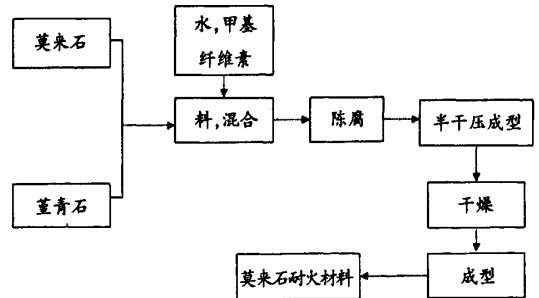 莫来石
水,甲基
纤维素
料,混合
陈腐
半干压成型
堇青石
干燥
成型
莫来石耐火材料